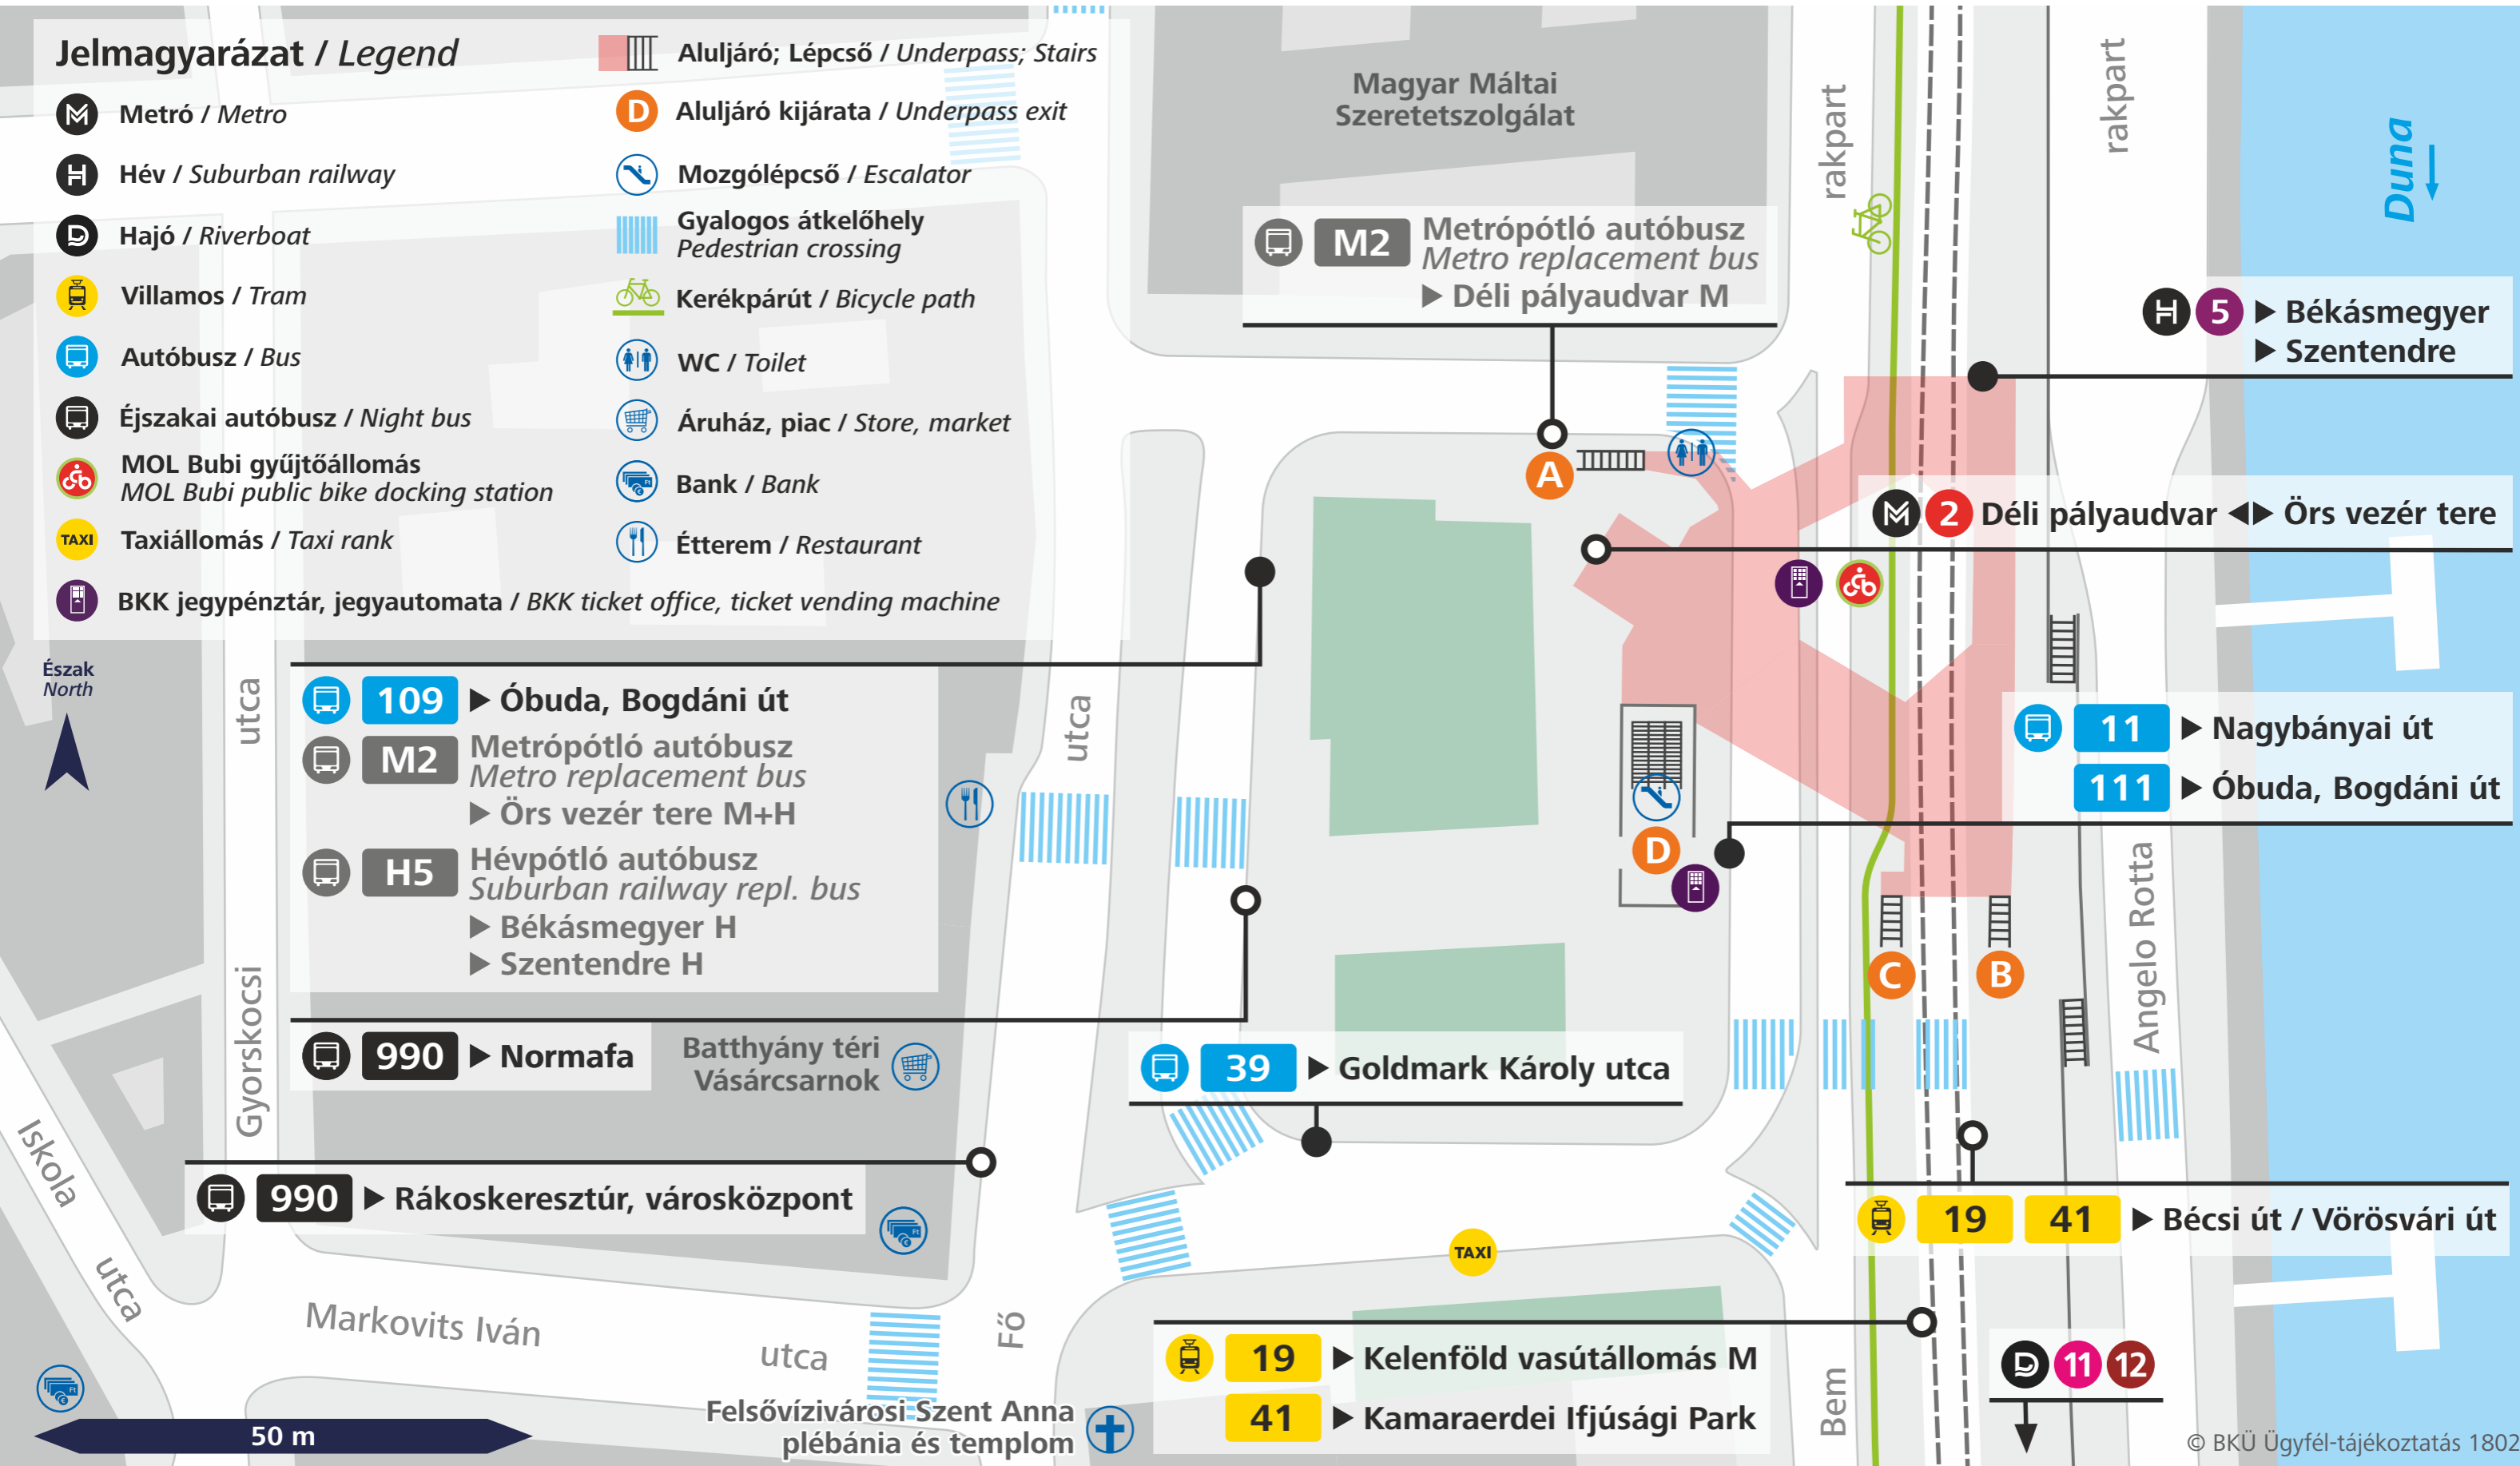 Jelmagyarázat / Legend
M Metró / Metro
H Hév / Suburban railway
D Hajó / Riverboat
Villamos / Tram
Autóbusz / Bus
Éjszakai autóbusz / Night bus
MOL Bubi gyűjtőállomás
MOL Bubi public bike docking station
TAXI Taxiállomás / Taxi rank
BKK jegypénztár, jegyautomata / BKK ticket office, ticket vending machine
Aluljáró; Lépcső / Underpass; Stairs
D Aluljáró kijárata / Underpass exit
Mozgólépcső / Escalator
Gyalogos átkelőhely
Pedestrian crossing
Kerékpárút / Bicycle path
WC / Toilet
Áruház, piac / Store, market
Bank / Bank
Étterem / Restaurant
Magyar Máltai
Szeretetszolgálat
rakpart
rakpart
Duna
M2 Metrópótló autóbusz
Metro replacement bus
Déli pályaudvar M
H 5 Békásmegyer
Szentendre
A
M 2 Déli pályaudvar Örs vezér tere
Észak
North
utca
utca
109 Óbuda, Bogdáni út
M2 Metrópótló autóbusz
Metro replacement bus
Örs vezér tere M+H
H5 Hévpótló autóbusz
Suburban railway repl. bus
Békásmegyer H
Szentendre H
11 Nagybányai út
111 Óbuda, Bogdáni út
D
C
B
Angelo Rotta
Gyorskocsi
990 Normafa
Batthyány téri
Vásárcsarnok
39 Goldmark Károly utca
Iskola
utca
990 Rákoskeresztúr, városközpont
TAXI
19 41 Bécsi út / Vörösvári út
Markovits Iván
utca
Fő
19 Kelenföld vasútállomás M
41 Kamaraerdei Ifjúsági Park
Bem
D 11 12
50 m
Felsővízivárosi Szent Anna
plébánia és templom
© BKÜ Ügyfél-tájékoztatás 1802